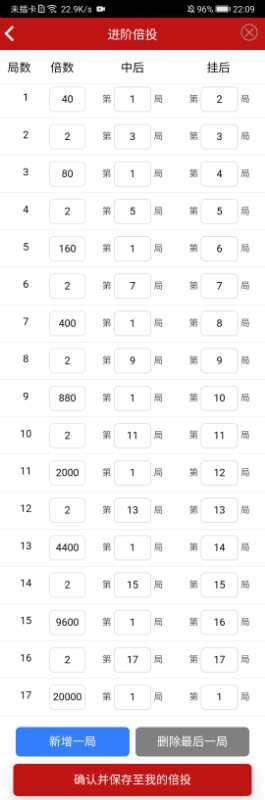 未插卡 22.9K/s 96% 22:09
进阶倍投
局数 倍数 中后 挂后
1 40 第 1 局 第 2 局
2 2 第 3 局 第 3 局
3 80 第 1 局 第 4 局
4 2 第 5 局 第 5 局
5 160 第 1 局 第 6 局
6 2 第 7 局 第 7 局
7 400 第 1 局 第 8 局
8 2 第 9 局 第 9 局
9 880 第 1 局 第 10 局
10 2 第 11 局 第 11 局
11 2000 第 1 局 第 12 局
12 2 第 13 局 第 13 局
13 4400 第 1 局 第 14 局
14 2 第 15 局 第 15 局
15 9600 第 1 局 第 16 局
16 2 第 17 局 第 17 局
17 20000 第 1 局 第 1 局
新增一局 删除最后一局
确认并保存至我的倍投